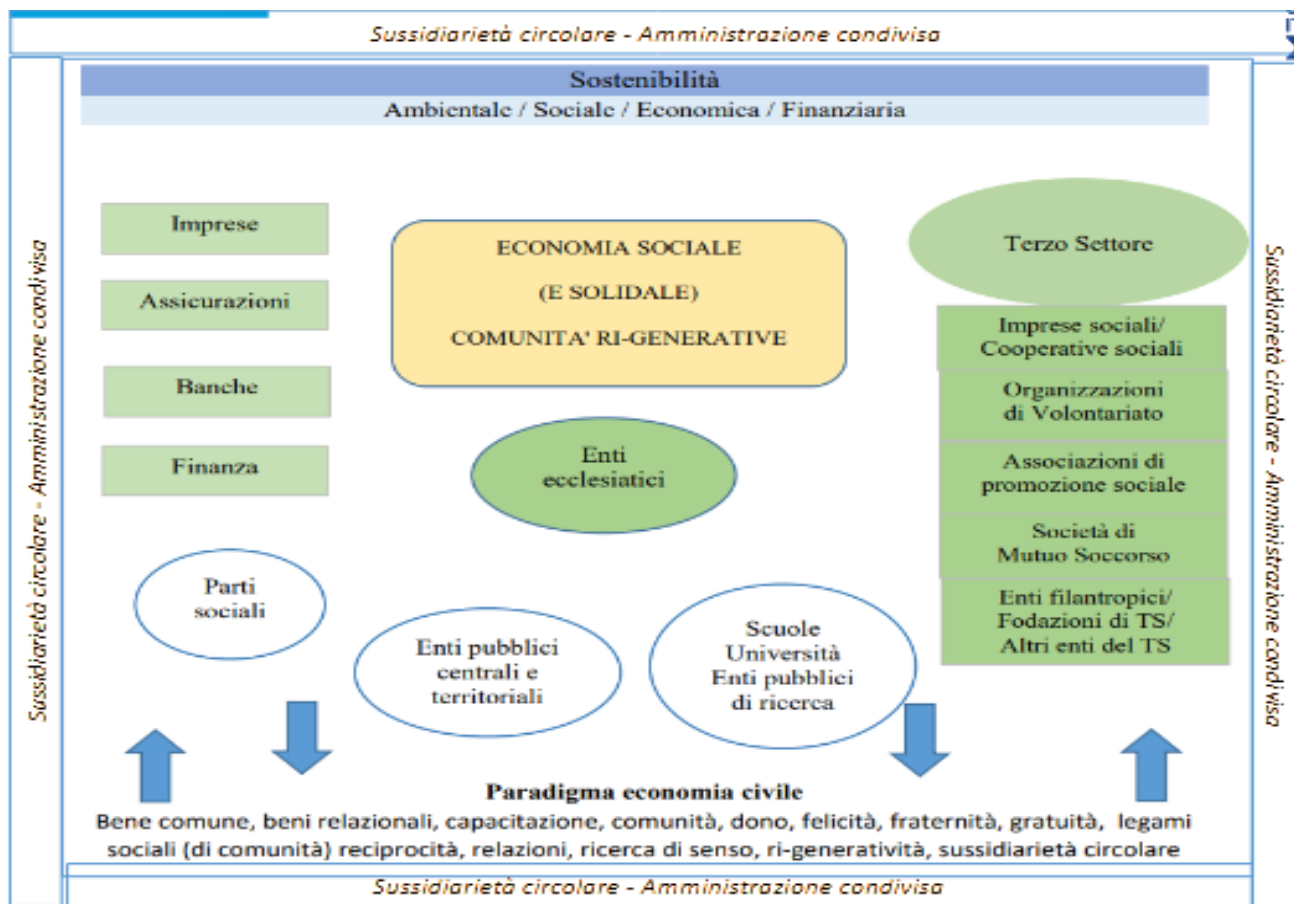 Sussidiarietà circolare - Amministrazione condivisa
Sostenibilità
Ambientale / Sociale / Economica / Finanziaria
Sussidiarietà circolare - Amministrazione condivisa
Imprese
Assicurazioni
Banche
Finanza
ECONOMIA SOCIALE
(E SOLIDALE)
COMUNITA' RI-GENERATIVE
Enti
ecclesiatici
Terzo Settore
Imprese sociali/
Cooperative sociali
Organizzazioni
di Volontariato
Associazioni di
promozione sociale
Società di
Mutuo Soccorso
Enti filantropici/
Fodazioni di TS/
Altri enti del TS
Sussidiarietà circolare - Amministrazione condivisa
Parti
sociali
Enti pubblici
centrali e
territoriali
Scuole
Università
Enti pubblici
di ricerca
Paradigma economia civile
Bene comune, beni relazionali, capacitazione, comunità, dono, felicità, fraternità, gratuità, legami
sociali (di comunità) reciprocità, relazioni, ricerca di senso, ri-generatività, sussidiarietà circolare
Sussidiarietà circolare - Amministrazione condivisa